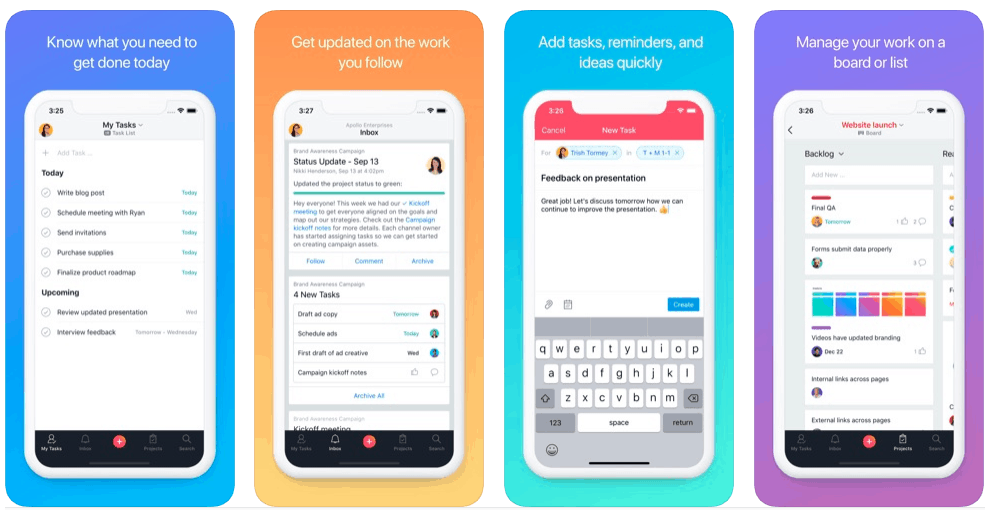 Know what you need to
get done today
3:25
My Tasks
Task List
+ Add Task ...
Today
Write blog post Today
Schedule meeting with Ryan Today
Send invitations Today
Purchase supplies Today
Finalize product roadmap Today
Upcoming
Review updated presentation Wed
Interview feedback Tomorrow - Wednesday
My Tasks Inbox Projects Search
Get updated on the work
you follow
3:27
Apollo Enterprises
Inbox
Brand Awareness Campaign
Status Update - Sep 13
Nikki Henderson, Sep 13 at 4:02pm
Updated the project status to green:
Hey everyone! This week we had our ✓ Kickoff
meeting to get everyone aligned on the goals and
map out our strategies. Check out the Campaign
kickoff notes for more details. Each channel owner
has started assigning tasks so we can get started
on creating campaign assets.
Follow Comment Archive
Brand Awareness Campaign
4 New Tasks
Draft ad copy Tomorrow
Schedule ads Today
First draft of ad creative Wed
Campaign kickoff notes
Archive All
Brand Awareness Campaign
Kickoff meeting
My Tasks Inbox Projects Search
Add tasks, reminders, and
ideas quickly
3:26
Cancel New Task
For Trish Tormey × in T + M 1-1 ×
Feedback on presentation
Great job! Let's discuss tomorrow how we can
continue to improve the presentation. 👍
Create
q w e r t y u i o p
a s d f g h j k l
z x c v b n m
123 space return
Manage your work on a
board or list
3:26
Website launch
Board
Backlog Rea
Add New ...
Final QA
Tomorrow 1 2
Forms submit data properly
3
Videos have updated branding
Dec 22 1
Internal links across pages
External links across pages
My Tasks Inbox Projects Search